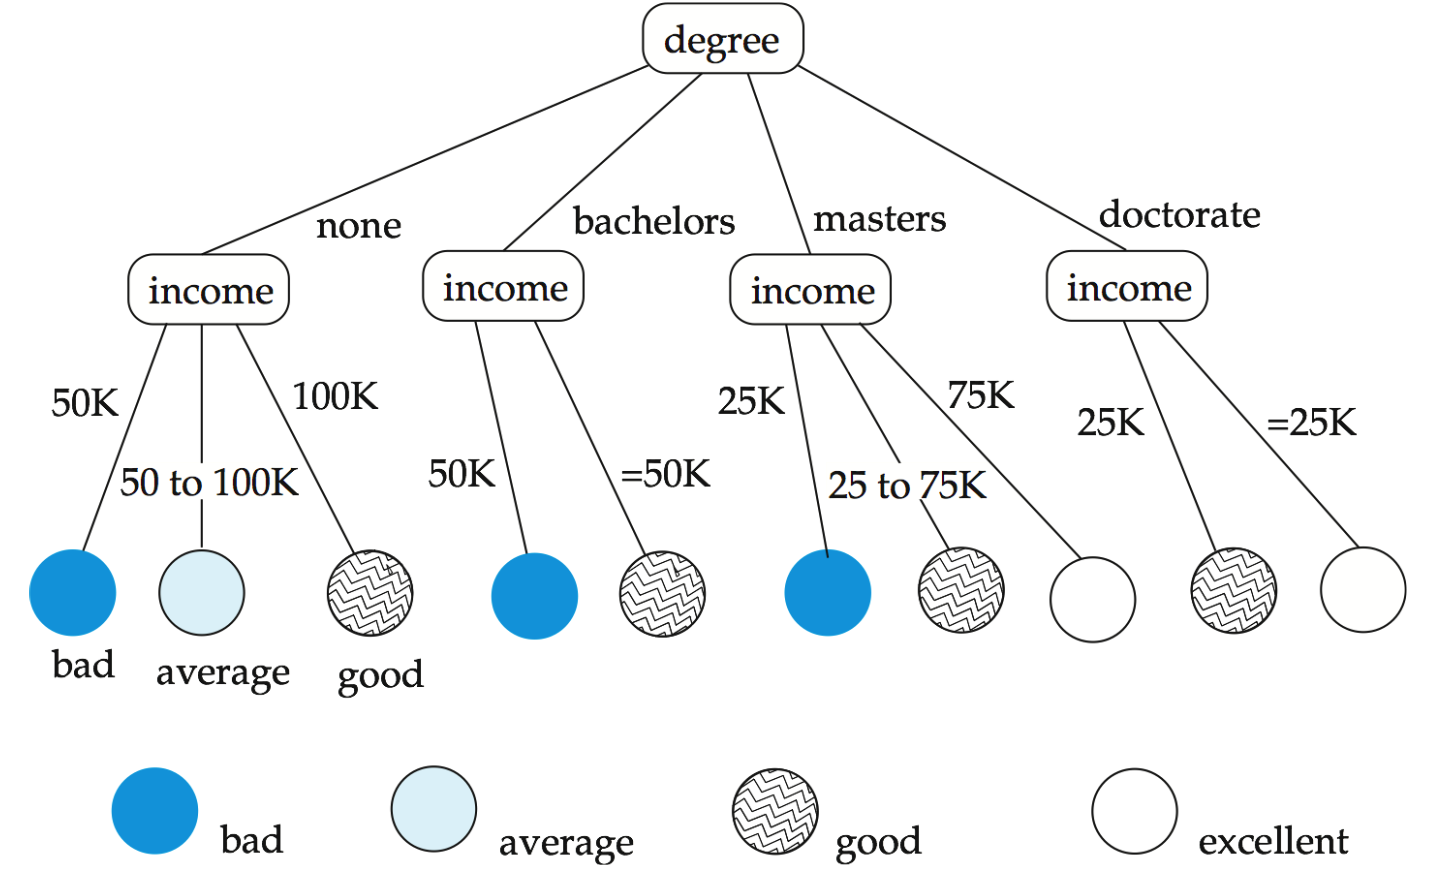 degree
none
bachelors
masters
doctorate
income
income
income
income
50K
50 to 100K
100K
50K
=50K
25K
25 to 75K
75K
25K
=25K
bad
average
good
bad
average
good
excellent